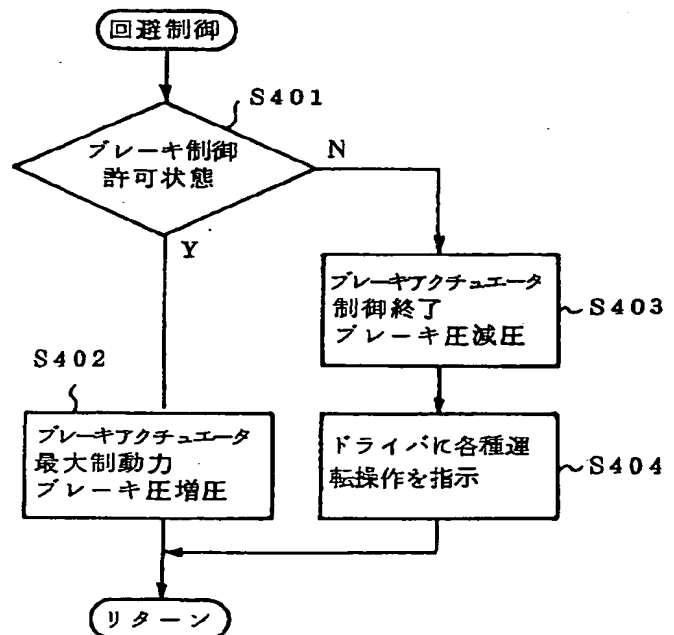 回避制御
S401
ブレーキ制御
許可状態
N
Y
ブレーキアクチュエータ
制御終了
ブレーキ圧減圧
S403
S402
ブレーキアクチュエータ
最大制動力
ブレーキ圧増圧
ドライバに各種運
転操作を指示
S404
リターン